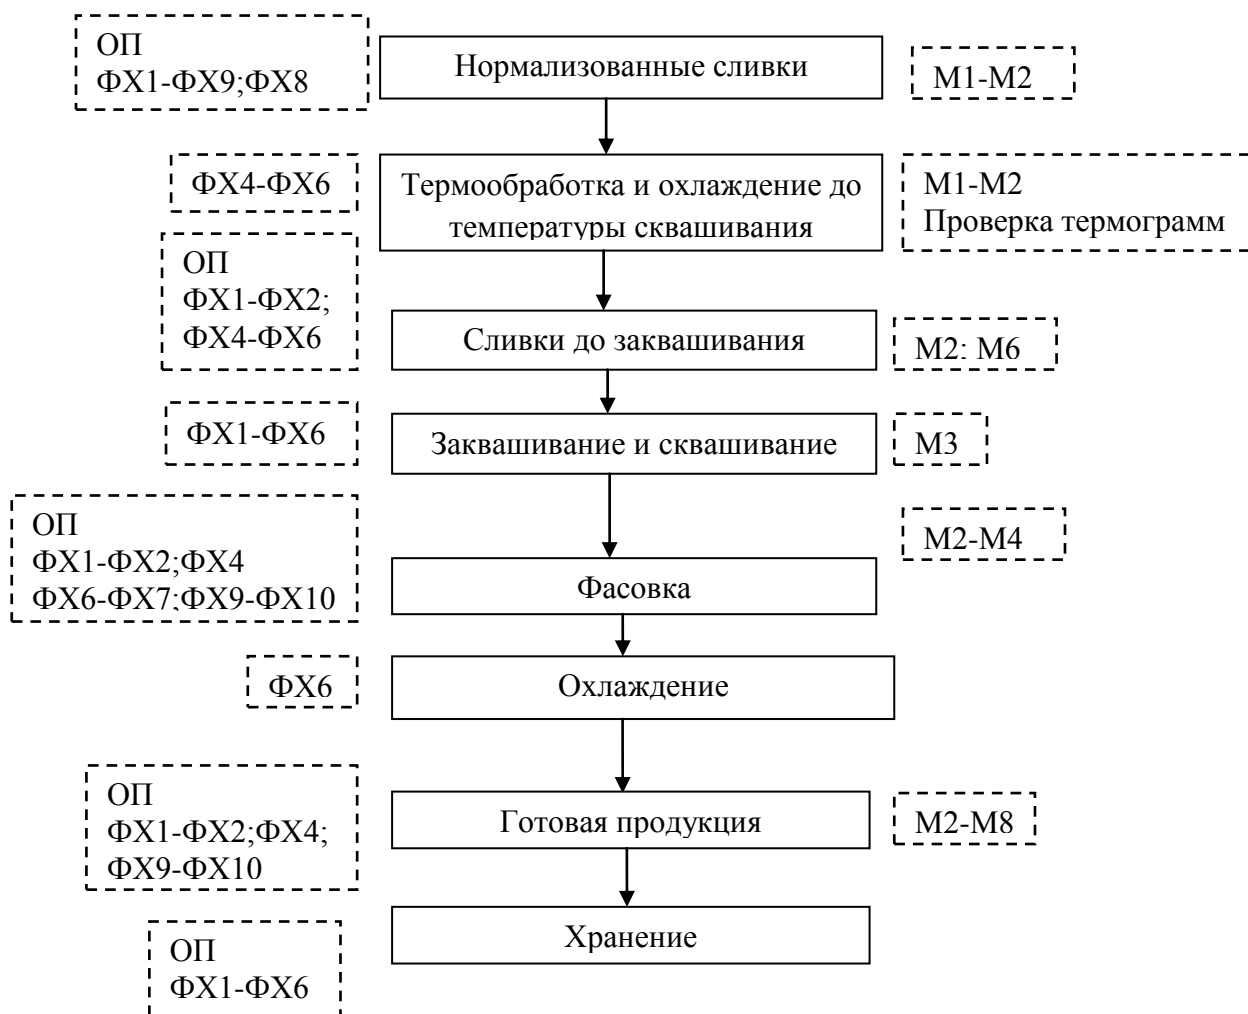 ОП
ФХ1-ФХ9;ФХ8
Нормализованные сливки
М1-М2
ФХ4-ФХ6
Термообработка и охлаждение до
температуры сквашивания
М1-М2
Проверка термограмм
ОП
ФХ1-ФХ2;
ФХ4-ФХ6
Сливки до заквашивания
М2: М6
ФХ1-ФХ6
Заквашивание и сквашивание
М3
ОП
ФХ1-ФХ2;ФХ4
ФХ6-ФХ7;ФХ9-ФХ10
М2-М4
Фасовка
ФХ6
Охлаждение
ОП
ФХ1-ФХ2;ФХ4;
ФХ9-ФХ10
Готовая продукция
М2-М8
Хранение
ОП
ФХ1-ФХ6